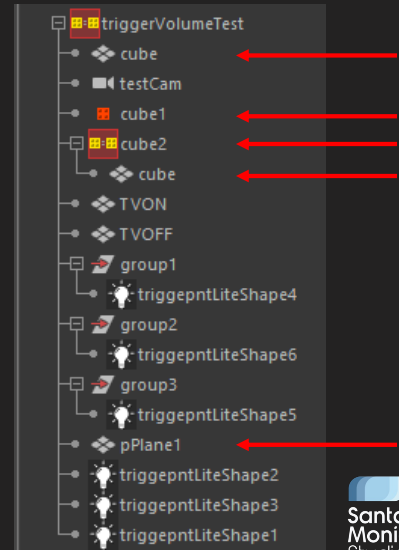 triggerVolumeTest
cube
testCam
cube1
cube2
cube
TVON
TVOFF
group1
triggepntLiteShape4
group2
triggepntLiteShape6
group3
triggepntLiteShape5
pPlane1
triggepntLiteShape2
triggepntLiteShape3
triggepntLiteShape1
Santa
Moni